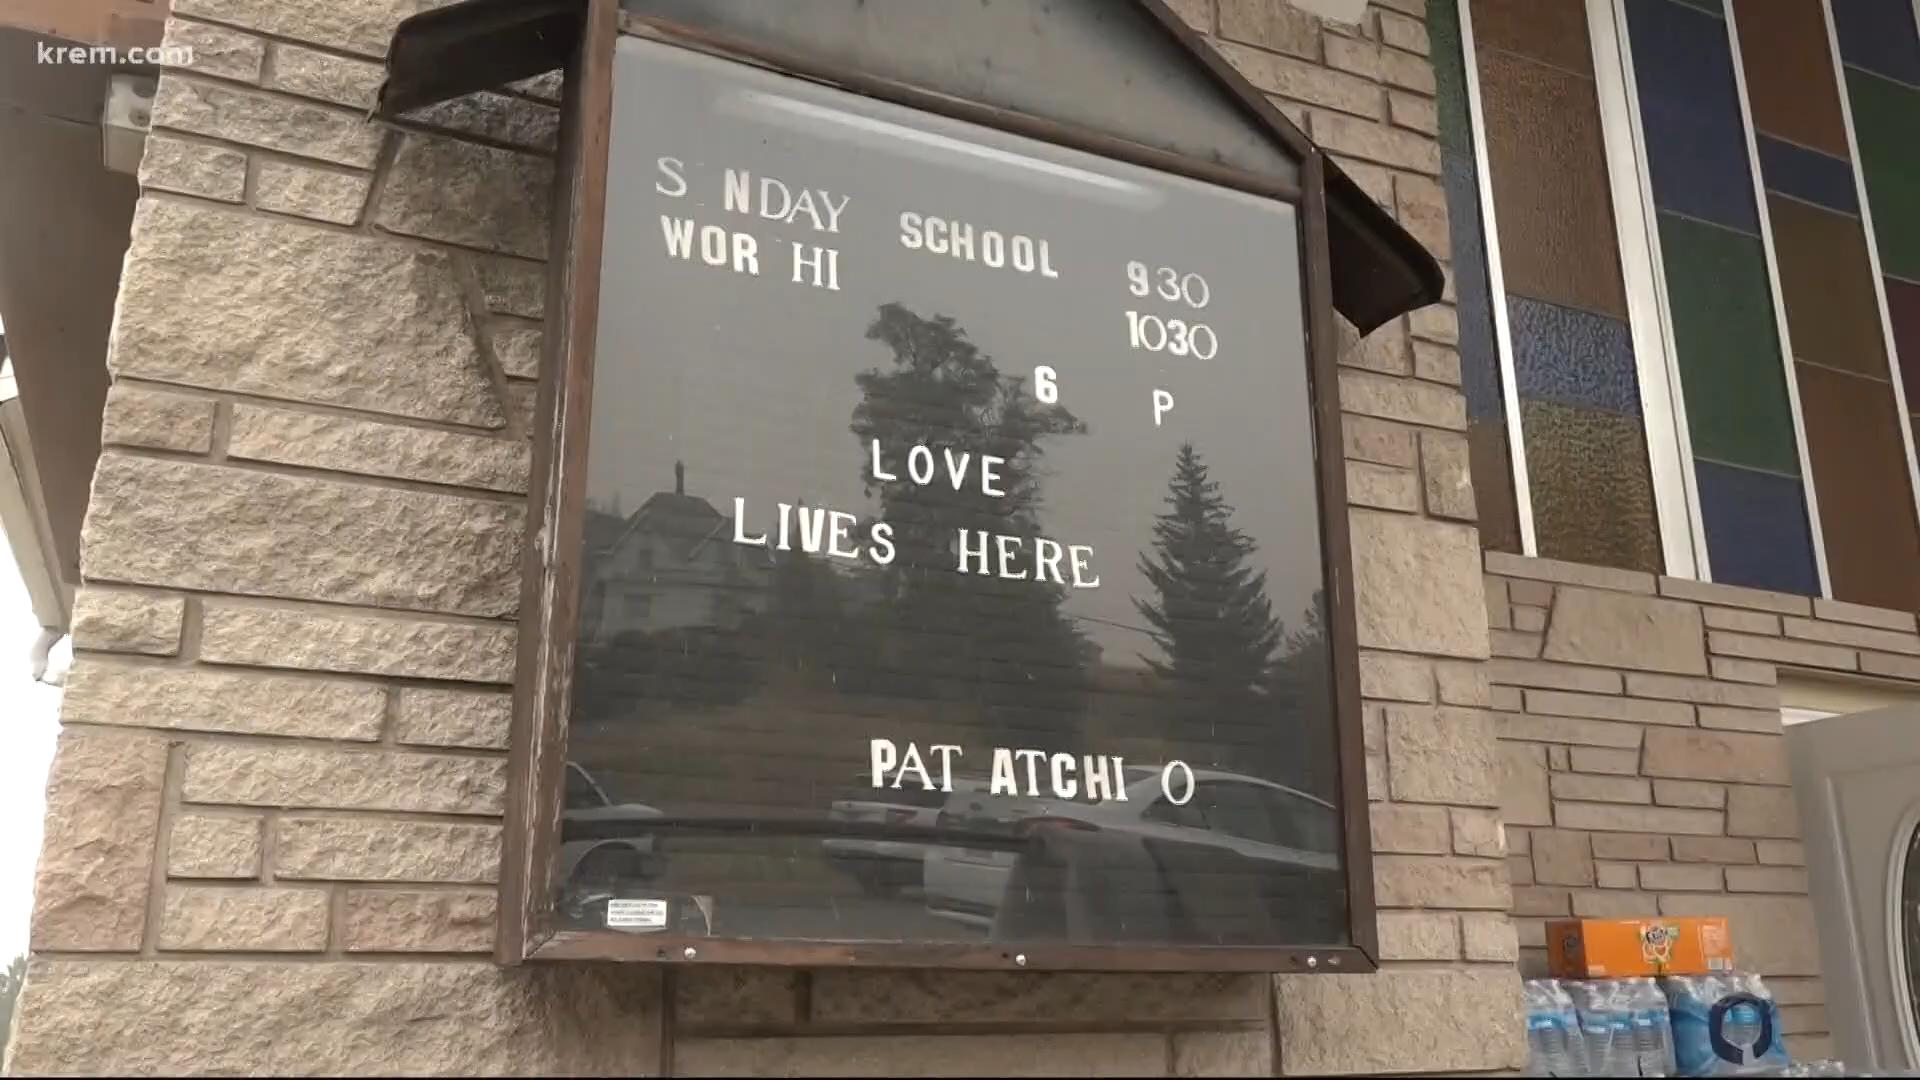 krem.com
S NDAY SCHOOL 930
WOR HI 1030
6 P
LOVE
LIVES HERE
PAT ATCHI O